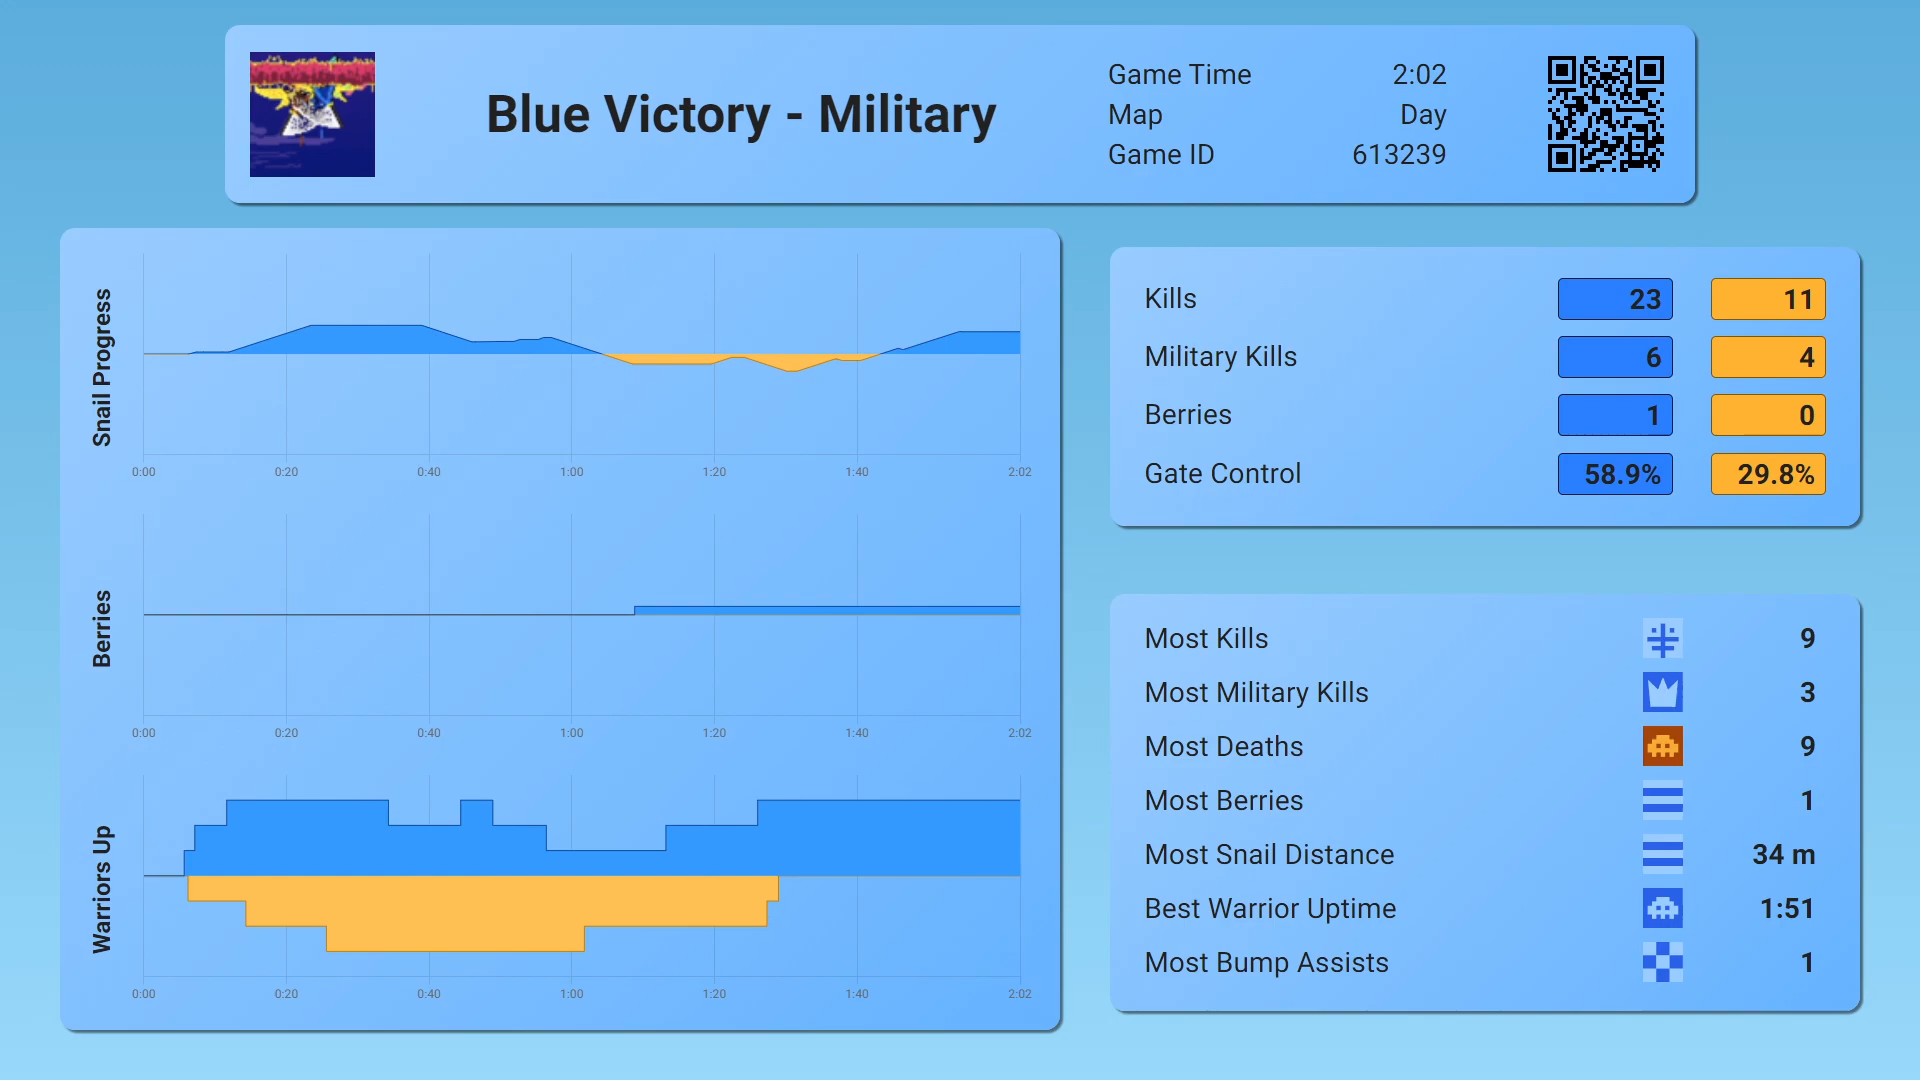 Blue Victory - Military
Game Time 2:02
Map Day
Game ID 613239
Snail Progress
0:00 0:20 0:40 1:00 1:20 1:40 2:02
Berries
0:00 0:20 0:40 1:00 1:20 1:40 2:02
Warriors Up
0:00 0:20 0:40 1:00 1:20 1:40 2:02
Kills 23 11
Military Kills 6 4
Berries 1 0
Gate Control 58.9% 29.8%
Most Kills 9
Most Military Kills 3
Most Deaths 9
Most Berries 1
Most Snail Distance 34 m
Best Warrior Uptime 1:51
Most Bump Assists 1